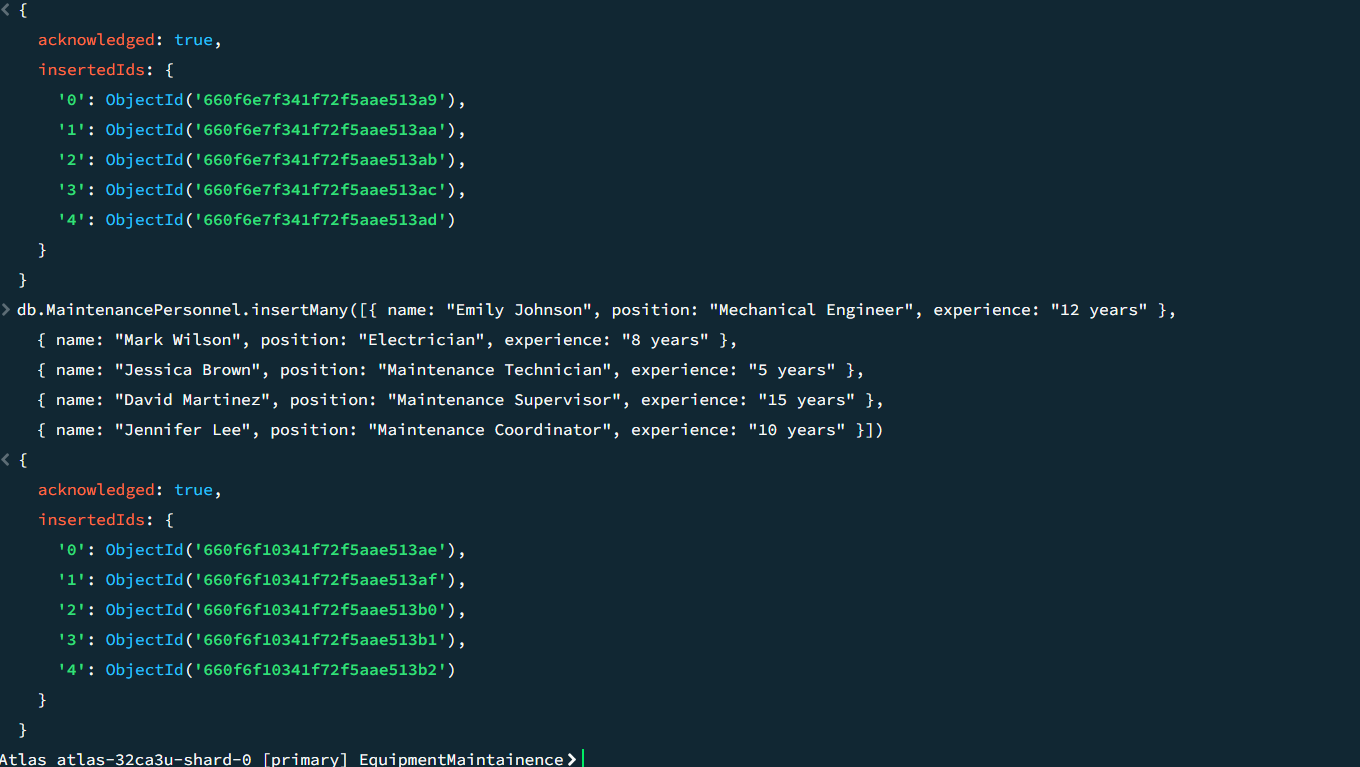 {
acknowledged: true,
insertedIds: {
'0': ObjectId('660f6e7f341f72f5aae513a9'),
'1': ObjectId('660f6e7f341f72f5aae513aa'),
'2': ObjectId('660f6e7f341f72f5aae513ab'),
'3': ObjectId('660f6e7f341f72f5aae513ac'),
'4': ObjectId('660f6e7f341f72f5aae513ad')
}
}
db.MaintenancePersonnel.insertMany([{ name: "Emily Johnson", position: "Mechanical Engineer", experience: "12 years" },
{ name: "Mark Wilson", position: "Electrician", experience: "8 years" },
{ name: "Jessica Brown", position: "Maintenance Technician", experience: "5 years" },
{ name: "David Martinez", position: "Maintenance Supervisor", experience: "15 years" },
{ name: "Jennifer Lee", position: "Maintenance Coordinator", experience: "10 years" }])
{
acknowledged: true,
insertedIds: {
'0': ObjectId('660f6f10341f72f5aae513ae'),
'1': ObjectId('660f6f10341f72f5aae513af'),
'2': ObjectId('660f6f10341f72f5aae513b0'),
'3': ObjectId('660f6f10341f72f5aae513b1'),
'4': ObjectId('660f6f10341f72f5aae513b2')
}
}
Atlas atlas-32ca3u-shard-0 [primary] EquipmentMaintainence>